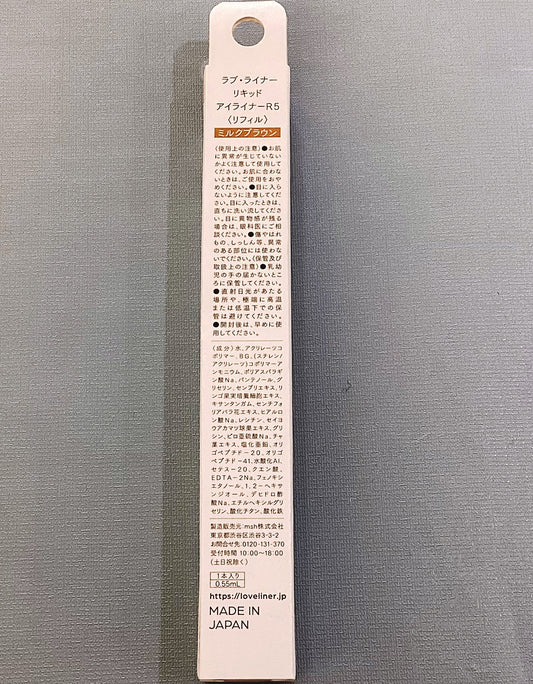 ラブ・ライナー
リキッド
アイライナーR5
〈リフィル〉
ミルクブラウン
〈使用上の注意〉●お肌
に異常が生じていない
かよく注意して使用して
ください。お肌に合わな
いときは、ご使用をおや
めください。●目に入ら
ないように注意してくだ
さい。目に入ったときは、
直ちに洗い流してくださ
い。目に異物感が残る
場合は、眼科医にご相
談ください。●傷やはれ
もの、しっしん等、異常
のある部位には使わな
いでください。〈保管及び
取扱上の注意〉●乳幼
児の手の届かないとこ
ろに保管してください。
●直射日光があたる
場所や、極端に高温
または低温下での保
管は避けてください。
●開封後は、早めに使
用してください。
〈成分〉水、アクリレーツコ
ポリマー、BG、(スチレン/
アクリレーツ)コポリマーア
ンモニウム、ポリアスパラギ
ン酸Na、パンテノール、グ
リセリン、センブリエキス、リ
ンゴ果実培養細胞エキス、
キサンタンガム、センチフォ
リアバラ花エキス、ヒアルロ
ン酸Na、レシチン、セイヨ
ウアカマツ球果エキス、グリ
シン、ピロ亜硫酸Na、チャ
葉エキス、塩化亜鉛、オリ
ゴペプチド-20、オリゴ
ペプチド-41、水酸化Al、
セテス-20、クエン酸、
EDTA-2Na、フェノキシ
エタノール、1,2-ヘキサ
ンジオール、デヒドロ酢
酸Na、エチルヘキシルグリ
セリン、酸化チタン、酸化鉄
製造販売元:msh株式会社
東京都渋谷区渋谷3-3-2
お問合せ先:0120-131-370
受付時間 10:00〜18:00
(土日祝除く)
1本入り
0.55mL
https://loveliner.jp
MADE IN
JAPAN